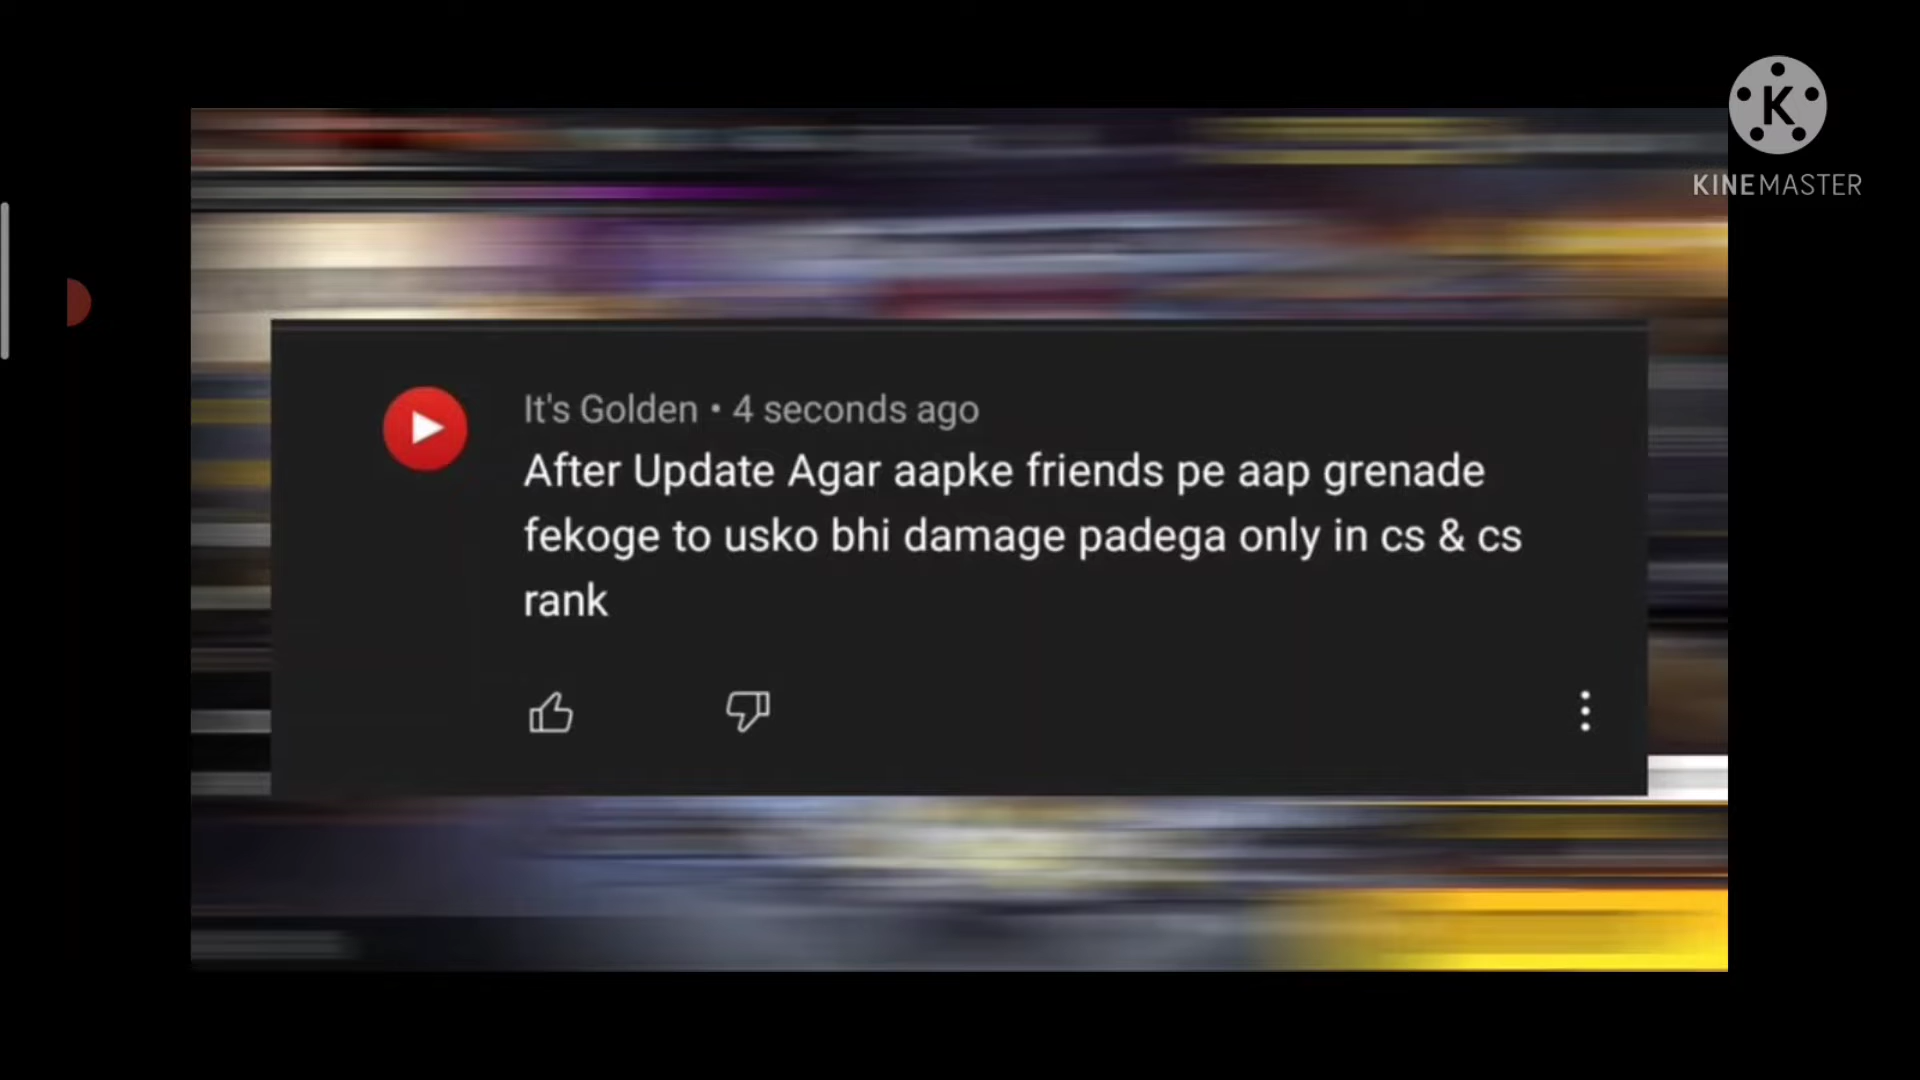 K
KINEMASTER
It's Golden • 4 seconds ago
After Update Agar aapke friends pe aap grenade
fekoge to usko bhi damage padega only in cs & cs
rank